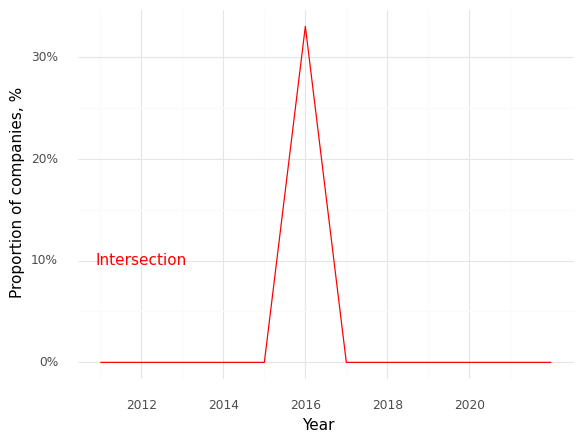 30%
20%
10%
0%
Proportion of companies, %
Intersection
2012 2014 2016 2018 2020
Year